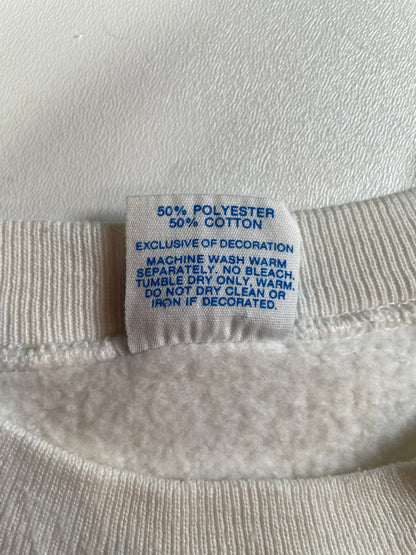 50% POLYESTER
50% COTTON
EXCLUSIVE OF DECORATION
MACHINE WASH WARM
SEPARATELY. NO BLEACH,
TUMBLE DRY ONLY, WARM.
DO NOT DRY CLEAN OR
IRON IF DECORATED.